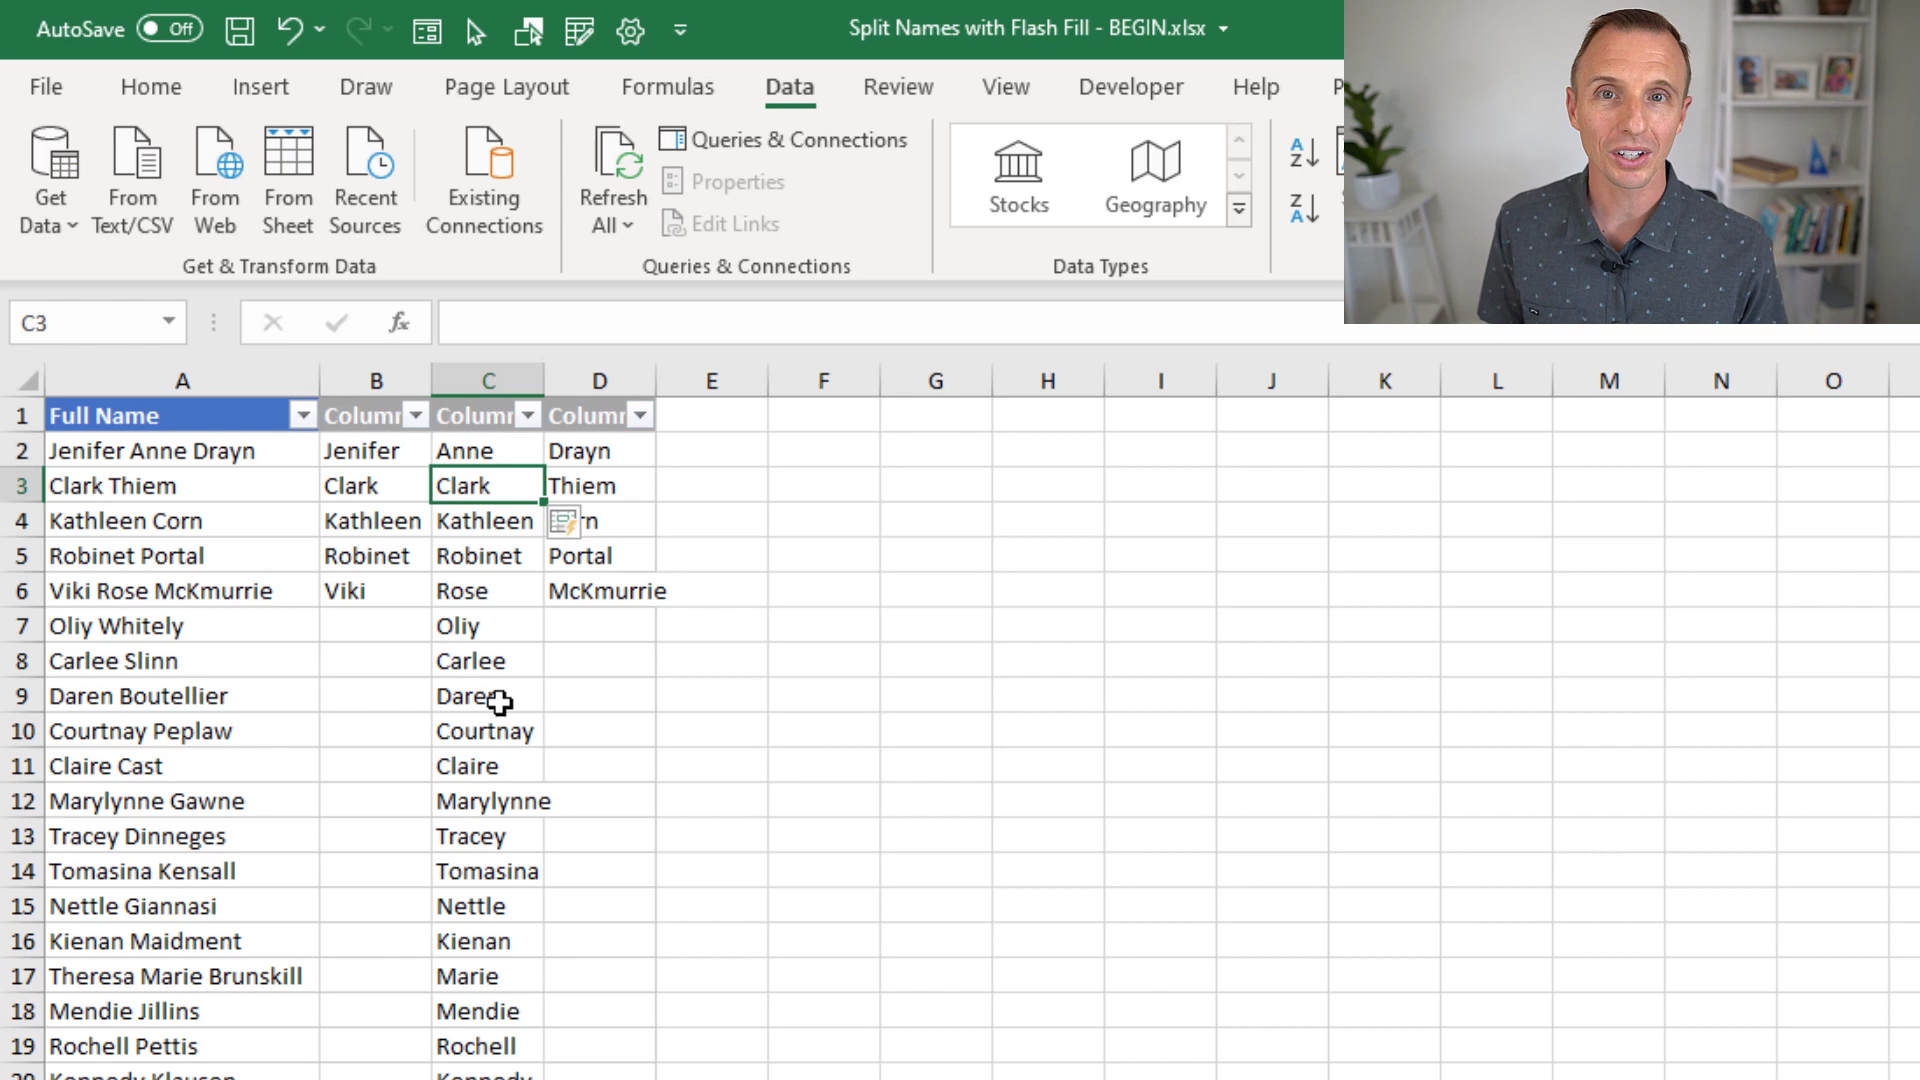 AutoSave Off Split Names with Flash Fill - BEGIN.xlsx
File Home Insert Draw Page Layout Formulas Data Review View Developer Help
Get Data From Text/CSV From Web From Sheet Recent Sources Existing Connections Refresh All Queries & Connections Properties Edit Links Stocks Geography
Get & Transform Data Queries & Connections Data Types
C3 fx
A B C D E F G H I J K L M N O
1 Full Name Column Column Column
2 Jenifer Anne Drayn Jenifer Anne Drayn
3 Clark Thiem Clark Clark Thiem
4 Kathleen Corn Kathleen Kathleen rn
5 Robinet Portal Robinet Robinet Portal
6 Viki Rose McKmurrie Viki Rose McKmurrie
7 Oliy Whitely Oliy
8 Carlee Slinn Carlee
9 Daren Boutellier Daren
10 Courtnay Peplaw Courtnay
11 Claire Cast Claire
12 Marylynne Gawne Marylynne
13 Tracey Dinneges Tracey
14 Tomasina Kensall Tomasina
15 Nettle Giannasi Nettle
16 Kienan Maidment Kienan
17 Theresa Marie Brunskill Marie
18 Mendie Jillins Mendie
19 Rochell Pettis Rochell